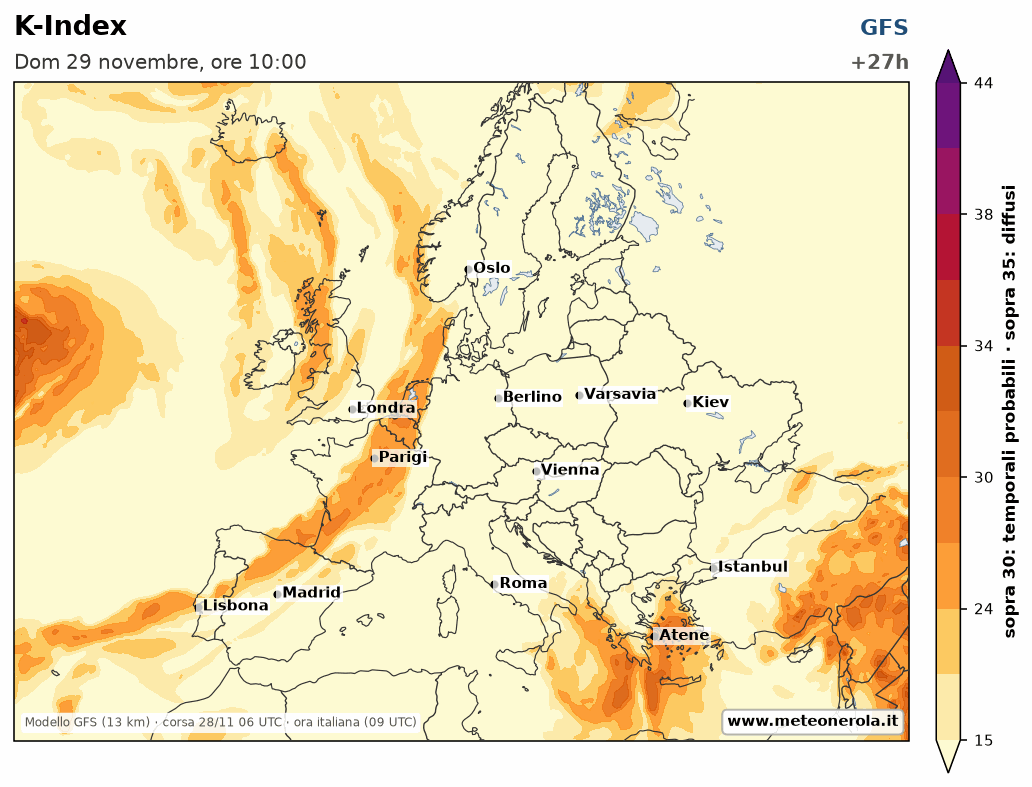 K-Index
GFS
Dom 29 novembre, ore 10:00
+27h
44
38
34
30
24
15
sopra 30: temporali probabili · sopra 35: diffusi
Oslo
Berlino
Varsavia
Kiev
Londra
Parigi
Vienna
Istanbul
Roma
Madrid
Lisbona
Atene
Modello GFS (13 km) · corsa 28/11 06 UTC · ora italiana (09 UTC)
www.meteonerola.it